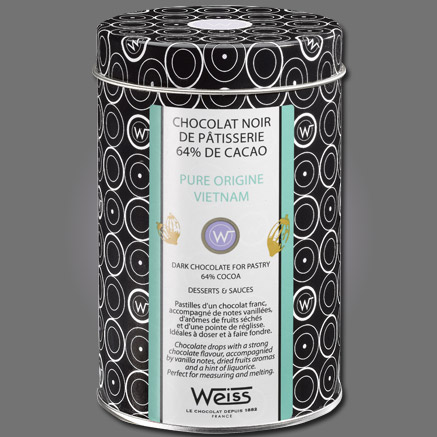 CHOCOLAT NOIR
DE PÂTISSERIE
64% DE CACAO
PURE ORIGINE
VIETNAM
W
DARK CHOCOLATE FOR PASTRY
64% COCOA
DESSERTS & SAUCES
Pastilles d'un chocolat franc,
accompagné de notes vanillées,
d'arômes de fruits séchés
et d'une pointe de réglisse.
Idéales à doser et à faire fondre.
Chocolate drops with a strong
chocolate flavour, accompagnied
by vanilla notes, dried fruits aromas
and a hint of liquorice.
Perfect for measuring and melting.
Weiss
LE CHOCOLAT DEPUIS 1882
FRANCE